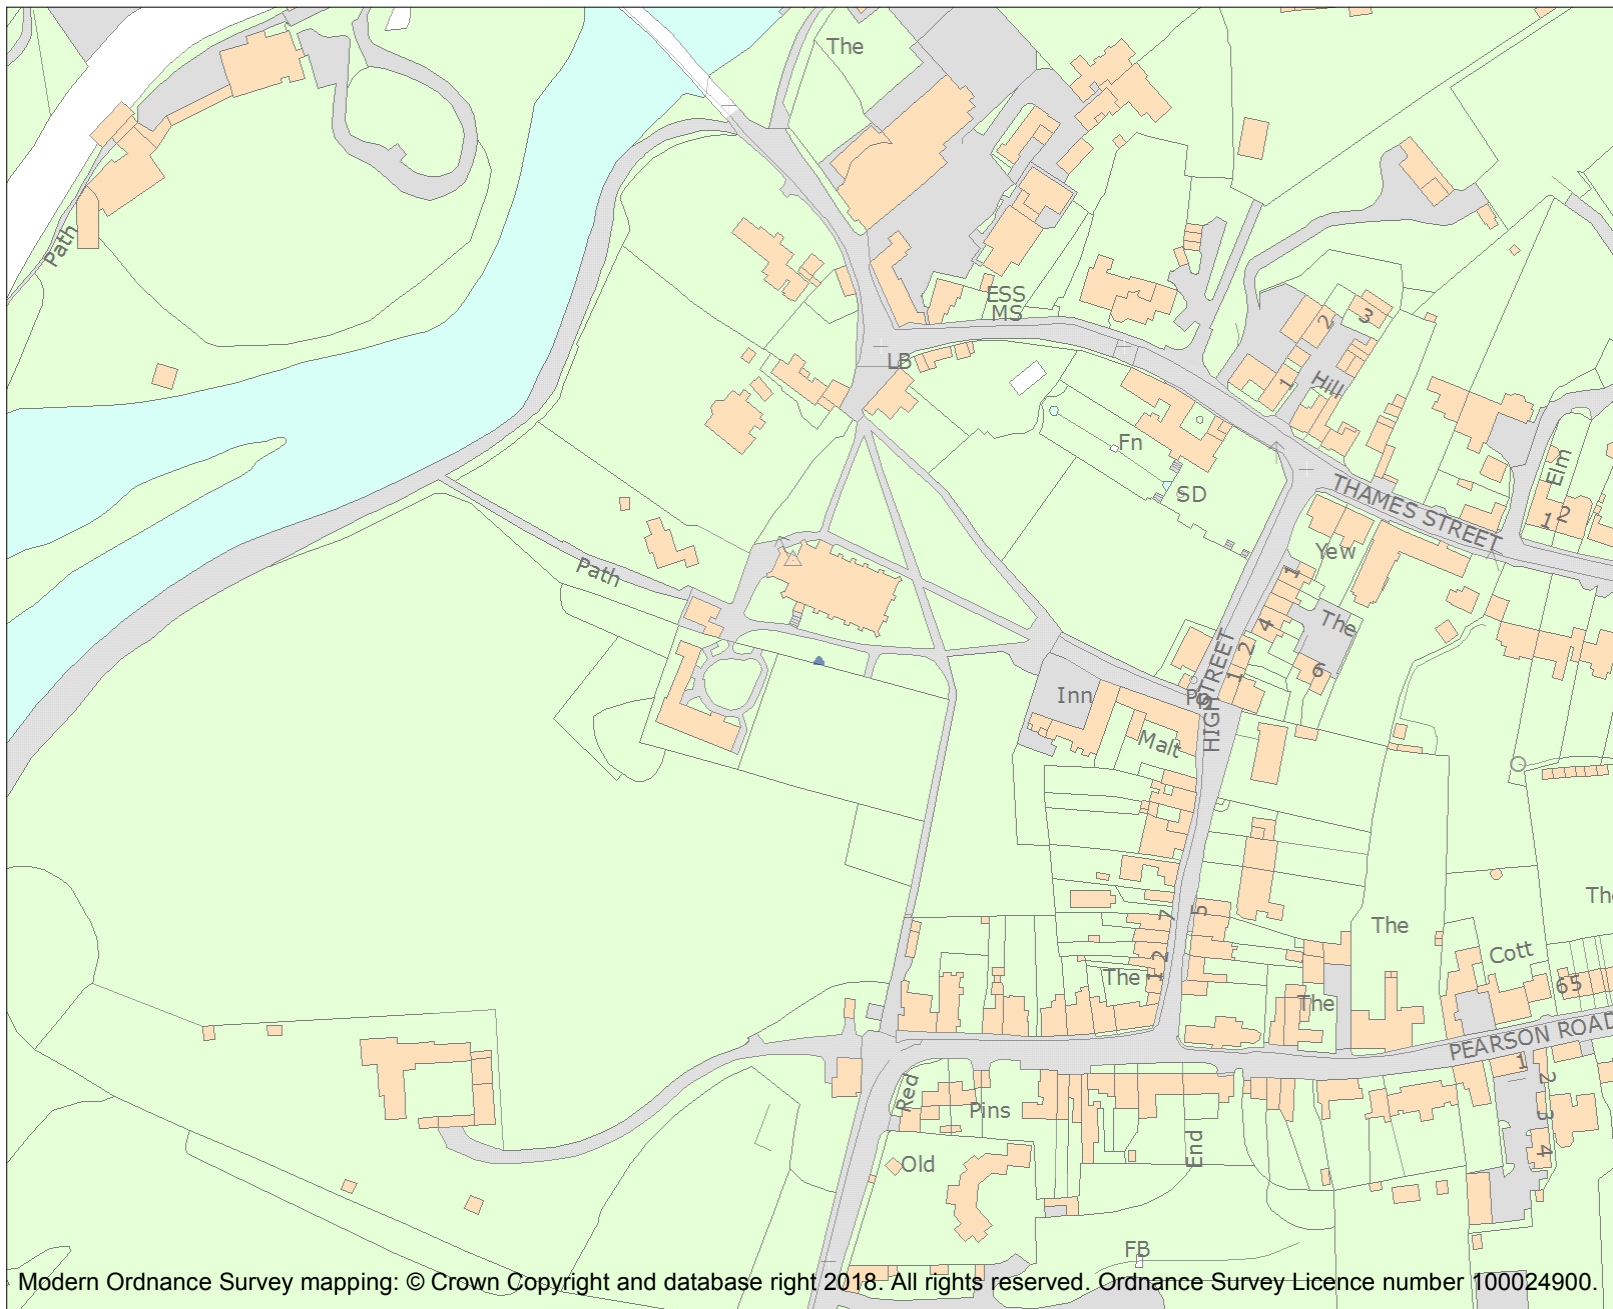 The
Path
ESS
MS
LB
2
3
1
Hill
Fn
SD
Elm
1 2
THAMES STREET
Yew
1
The
4
Path
2
1
6
HIGH STREET
Inn
Malt
The
7
5
The
Cott
2
1
The
The
65
PEARSON ROAD
1
2
Red
Pins
3
End
4
Old
FB
Modern Ordnance Survey mapping: © Crown Copyright and database right 2018. All rights reserved. Ordnance Survey Licence number 100024900.